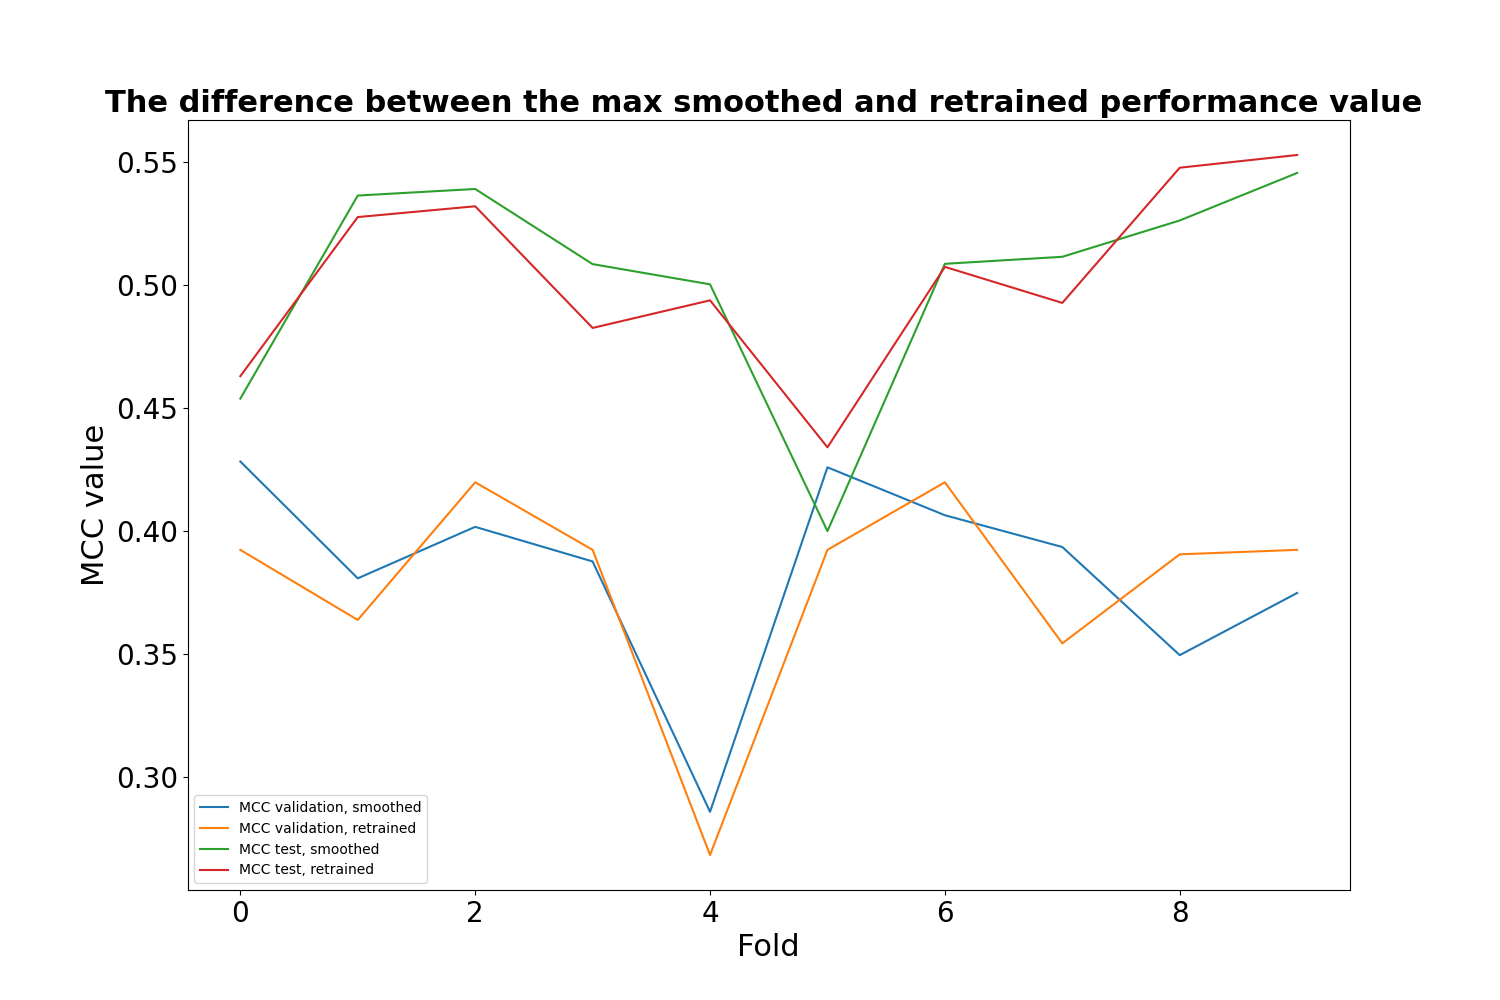 The difference between the max smoothed and retrained performance value
0.55
0.50
0.45
0.40
0.35
0.30
MCC value
MCC validation, smoothed
MCC validation, retrained
MCC test, smoothed
MCC test, retrained
0 2 4 6 8
Fold